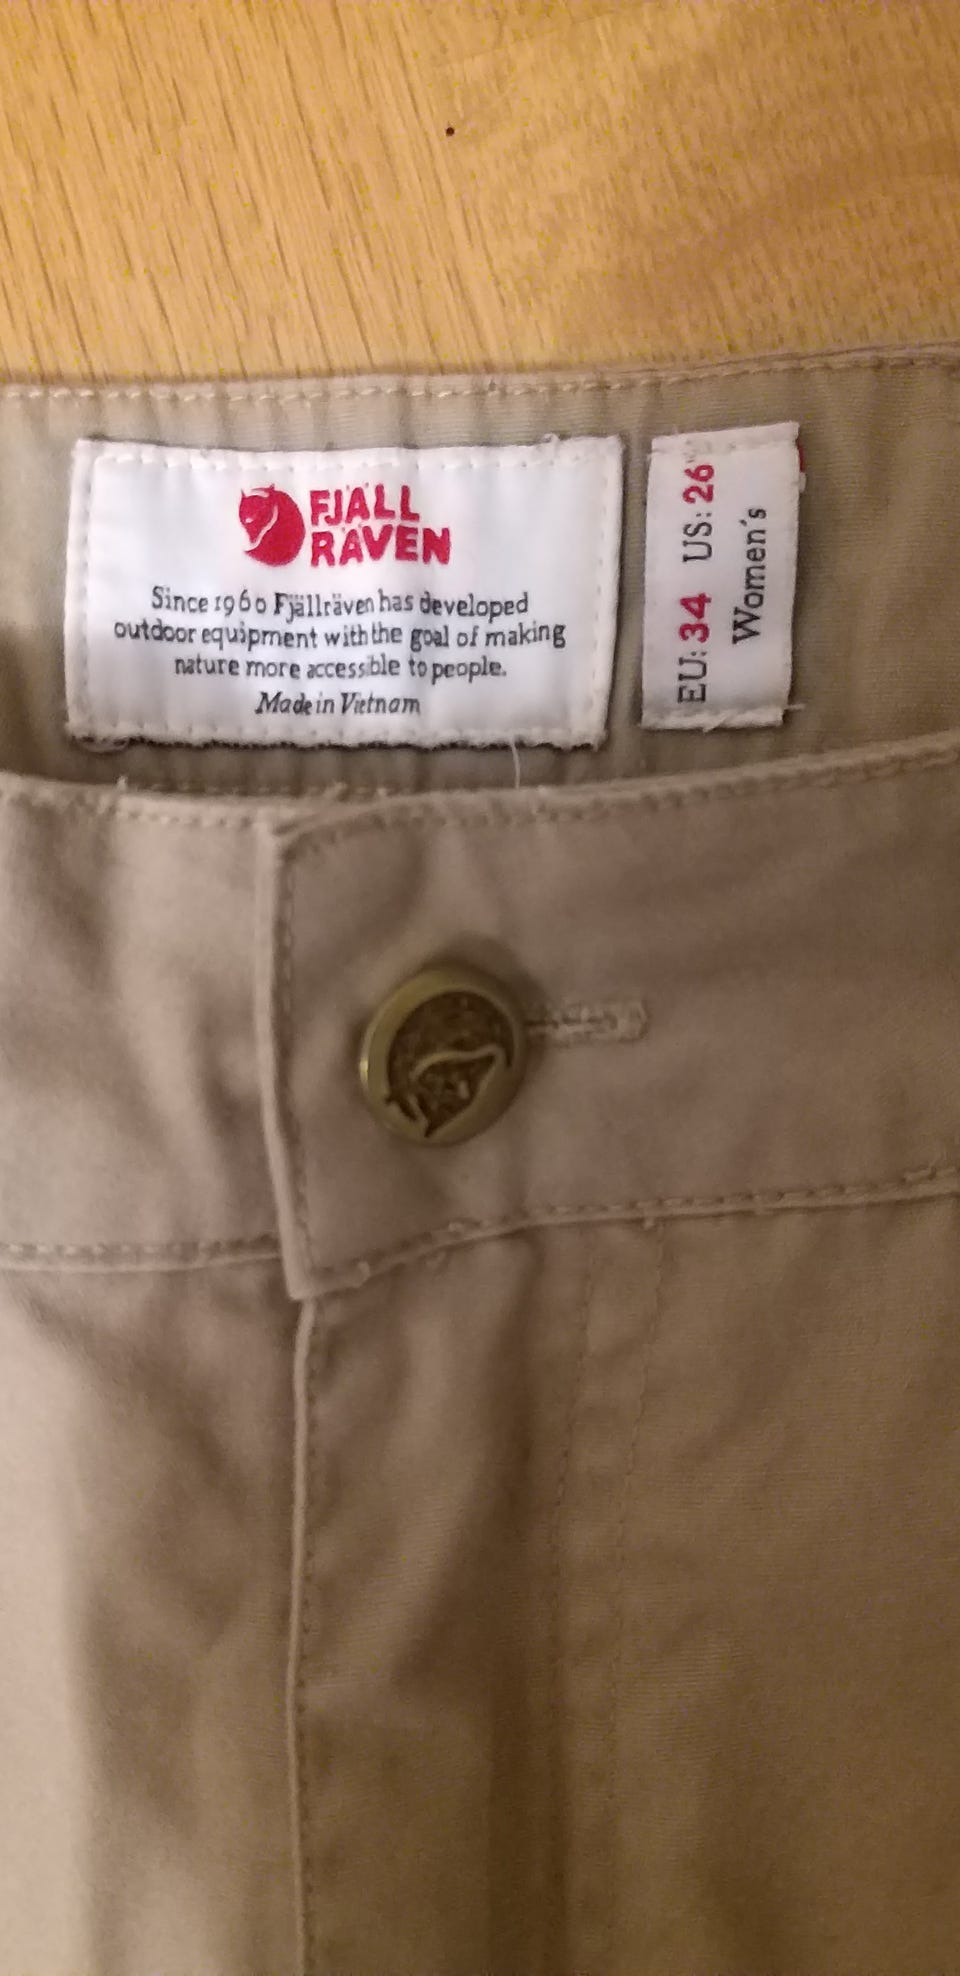 FJÄLL
RÄVEN
Since 1960 Fjällräven has developed
outdoor equipment with the goal of making
nature more accessible to people.
Made in Vietnam
EU: 34 US: 26"
Women's